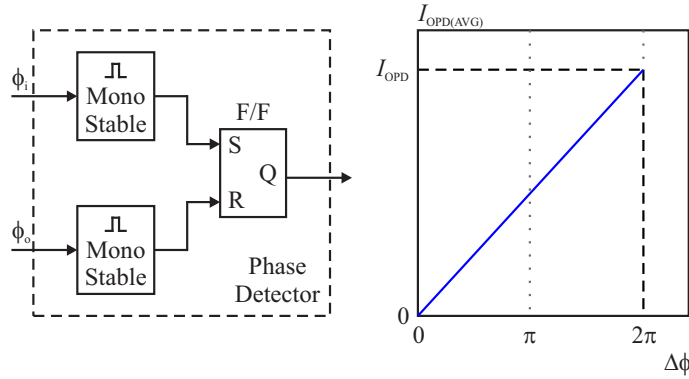 ϕi
Mono
Stable
F/F
S
Q
R
ϕo
Mono
Stable
Phase
Detector
IOPD(AVG)
IOPD
0
0
π
2π
Δϕ